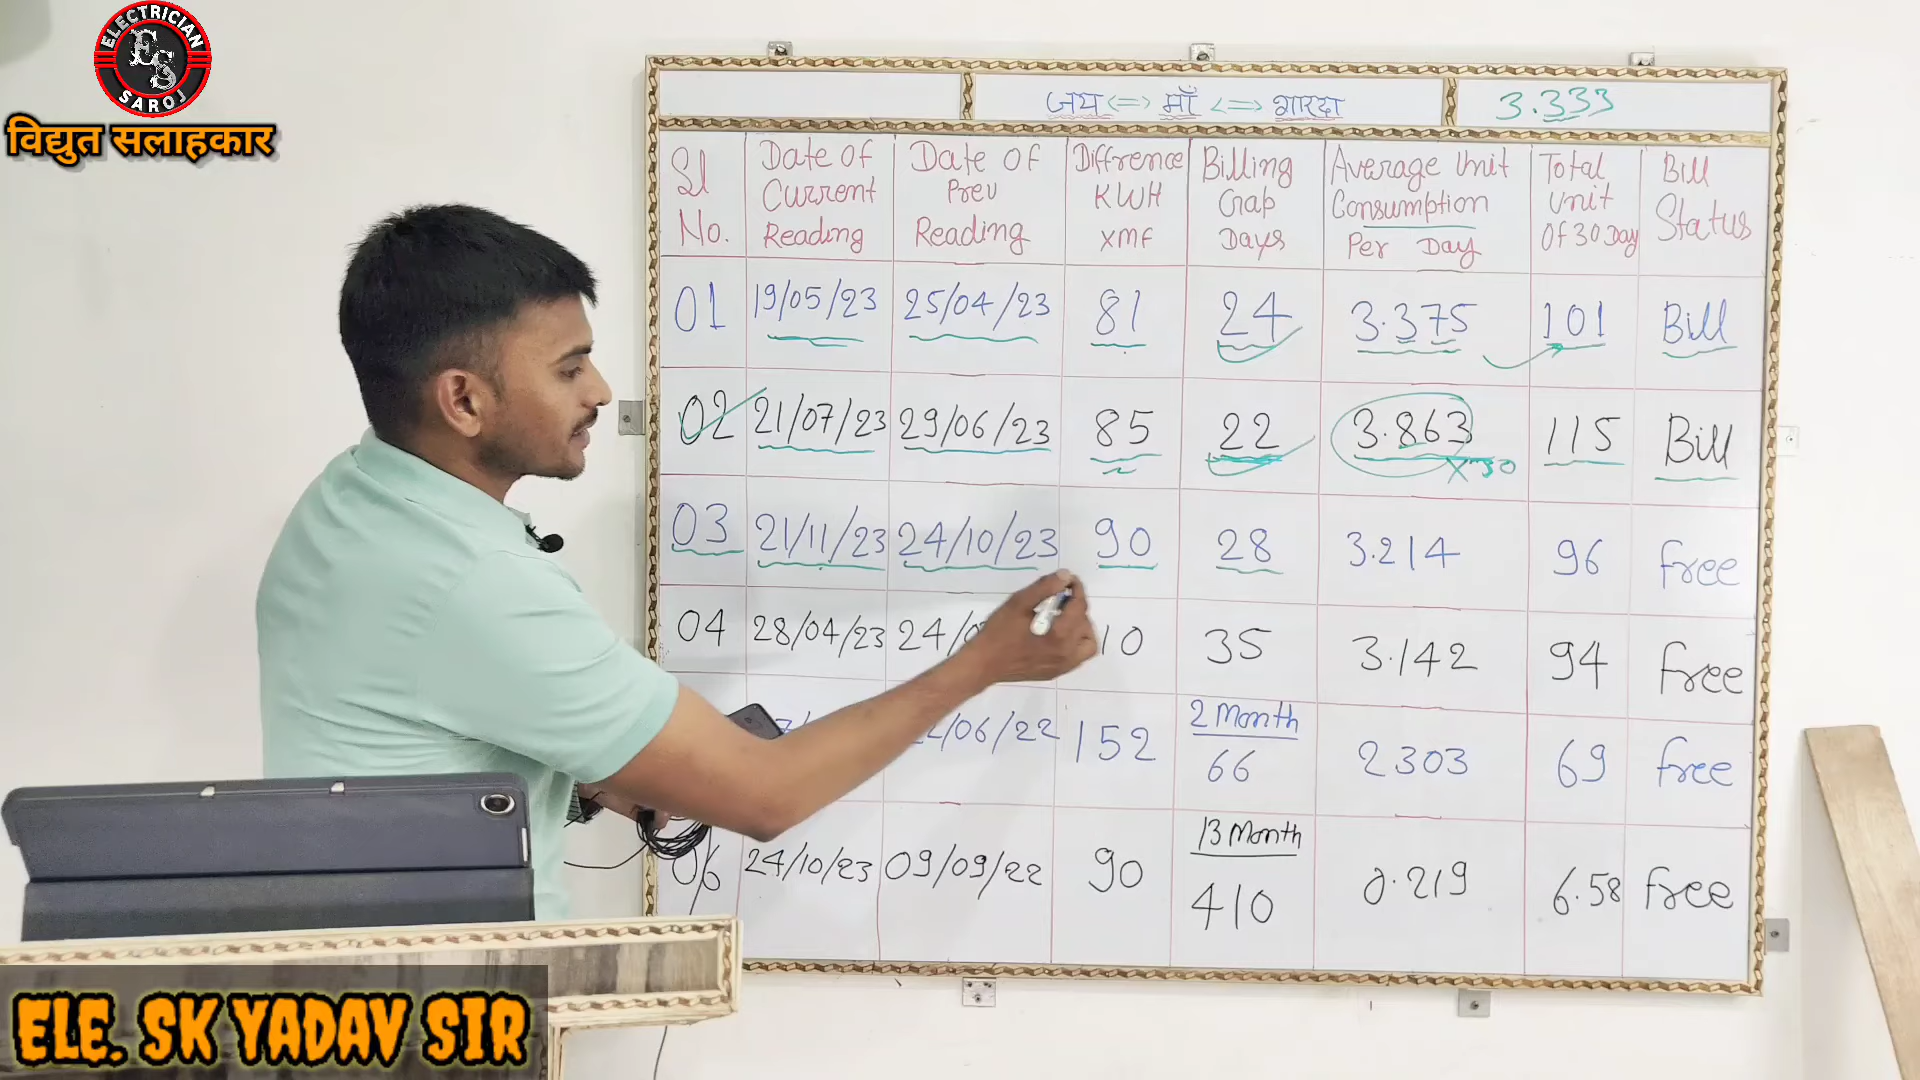 ELECTRICIAN
ES
SAROJ
विद्युत सलाहकार
जय <=> माँ <=> शारदा
3.333
Sl No.
Date Of Current Reading
Date Of Prev Reading
Diffrence KWH XMF
Billing Gap Days
Average Unit Consumption Per Day
Total Unit Of 30 Day
Bill Status
01 19/05/23 25/04/23 81 24 3.375 101 Bill
02 21/07/23 29/06/23 85 22 3.863 X30 115 Bill
03 21/11/23 24/10/23 90 28 3.214 96 free
04 28/04/23 24/0 10 35 3.142 94 free
/06/22 152 2 Month 66 2303 69 free
06 24/10/23 09/09/22 90 13 Month 410 0.219 6.58 free
ELE. SK YADAV SIR